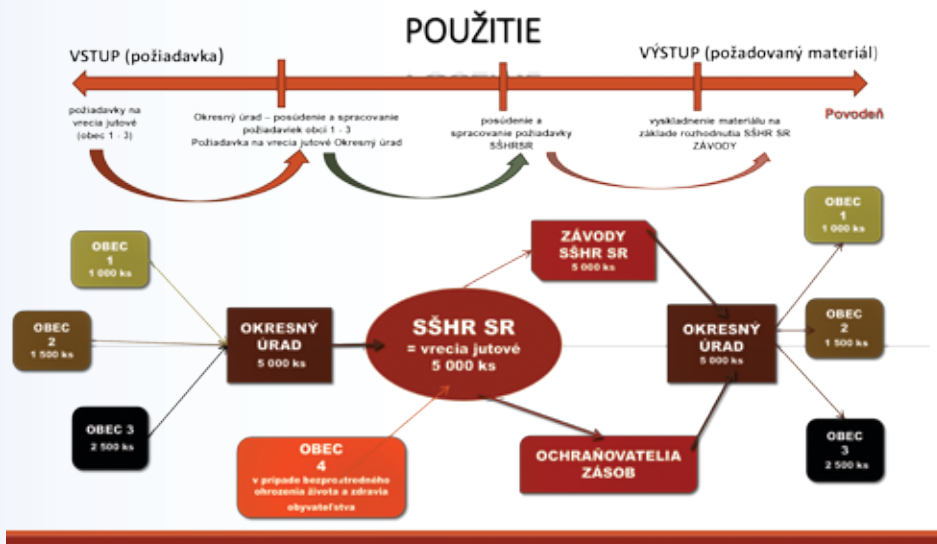 POUŽITIE
VSTUP (požiadavka)
VÝSTUP (požadovaný materiál)
požiadavky na
vrecia jutové
(obec 1 - 3)
Okresný úrad – posúdenie a spracovanie
požiadaviek obcí 1 - 3
Požiadavka na vrecia jutové Okresný úrad
posúdenie a
spracovanie požiadavky
SŠHRSR
vyskladnenie materiálu na
základe rozhodnutia SŠHR SR
ZÁVODY
Povodeň
OBEC
1
1 000 ks
OBEC
2
1 500 ks
OBEC 3
2 500 ks
OKRESNÝ
ÚRAD
5 000 ks
SŠHR SR
= vrecia jutové
5 000 ks
OBEC
4
v prípade bezprostredného
ohrozenia života a zdravia
obyvateľstva
ZÁVODY
SŠHR SR
5 000 ks
OCHRAŇOVATELIA
ZÁSOB
OKRESNÝ
ÚRAD
5 000 ks
OBEC
1
1 000 ks
OBEC
2
1 500 ks
OBEC
3
2 500 ks